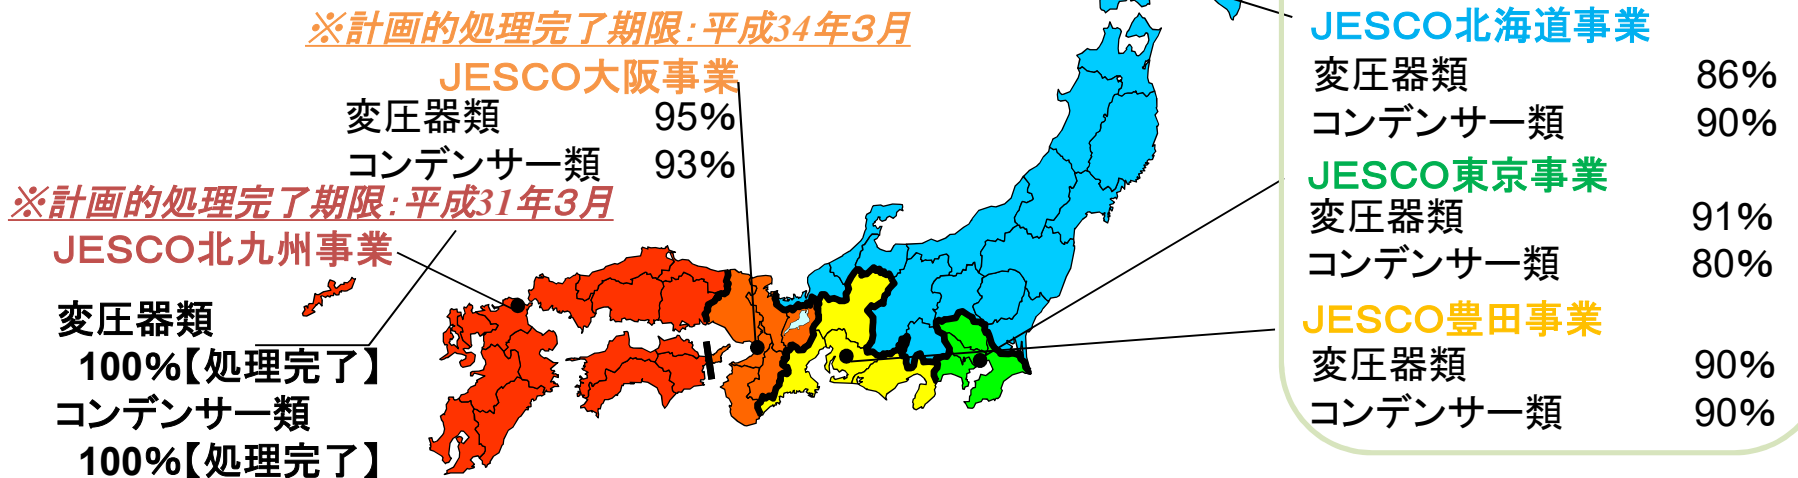 ※計画的処理完了期限：平成34年3月
JESCO大阪事業
変圧器類 95%
コンデンサー類 93%
※計画的処理完了期限：平成31年3月
JESCO北九州事業
変圧器類
100%【処理完了】
コンデンサー類
100%【処理完了】
JESCO北海道事業
変圧器類 86%
コンデンサー類 90%
JESCO東京事業
変圧器類 91%
コンデンサー類 80%
JESCO豊田事業
変圧器類 90%
コンデンサー類 90%